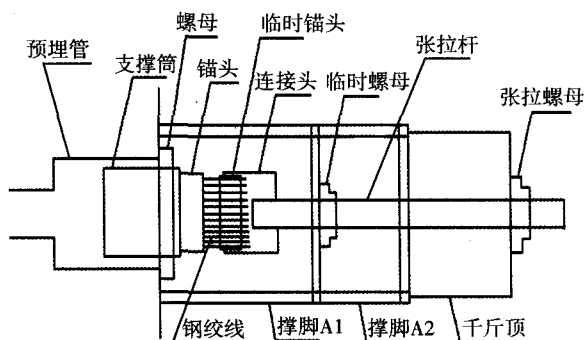 螺母
临时锚头
张拉杆
预埋管
支撑筒
锚头
连接头
临时螺母
张拉螺母
钢绞线
撑脚A1
撑脚A2
千斤顶